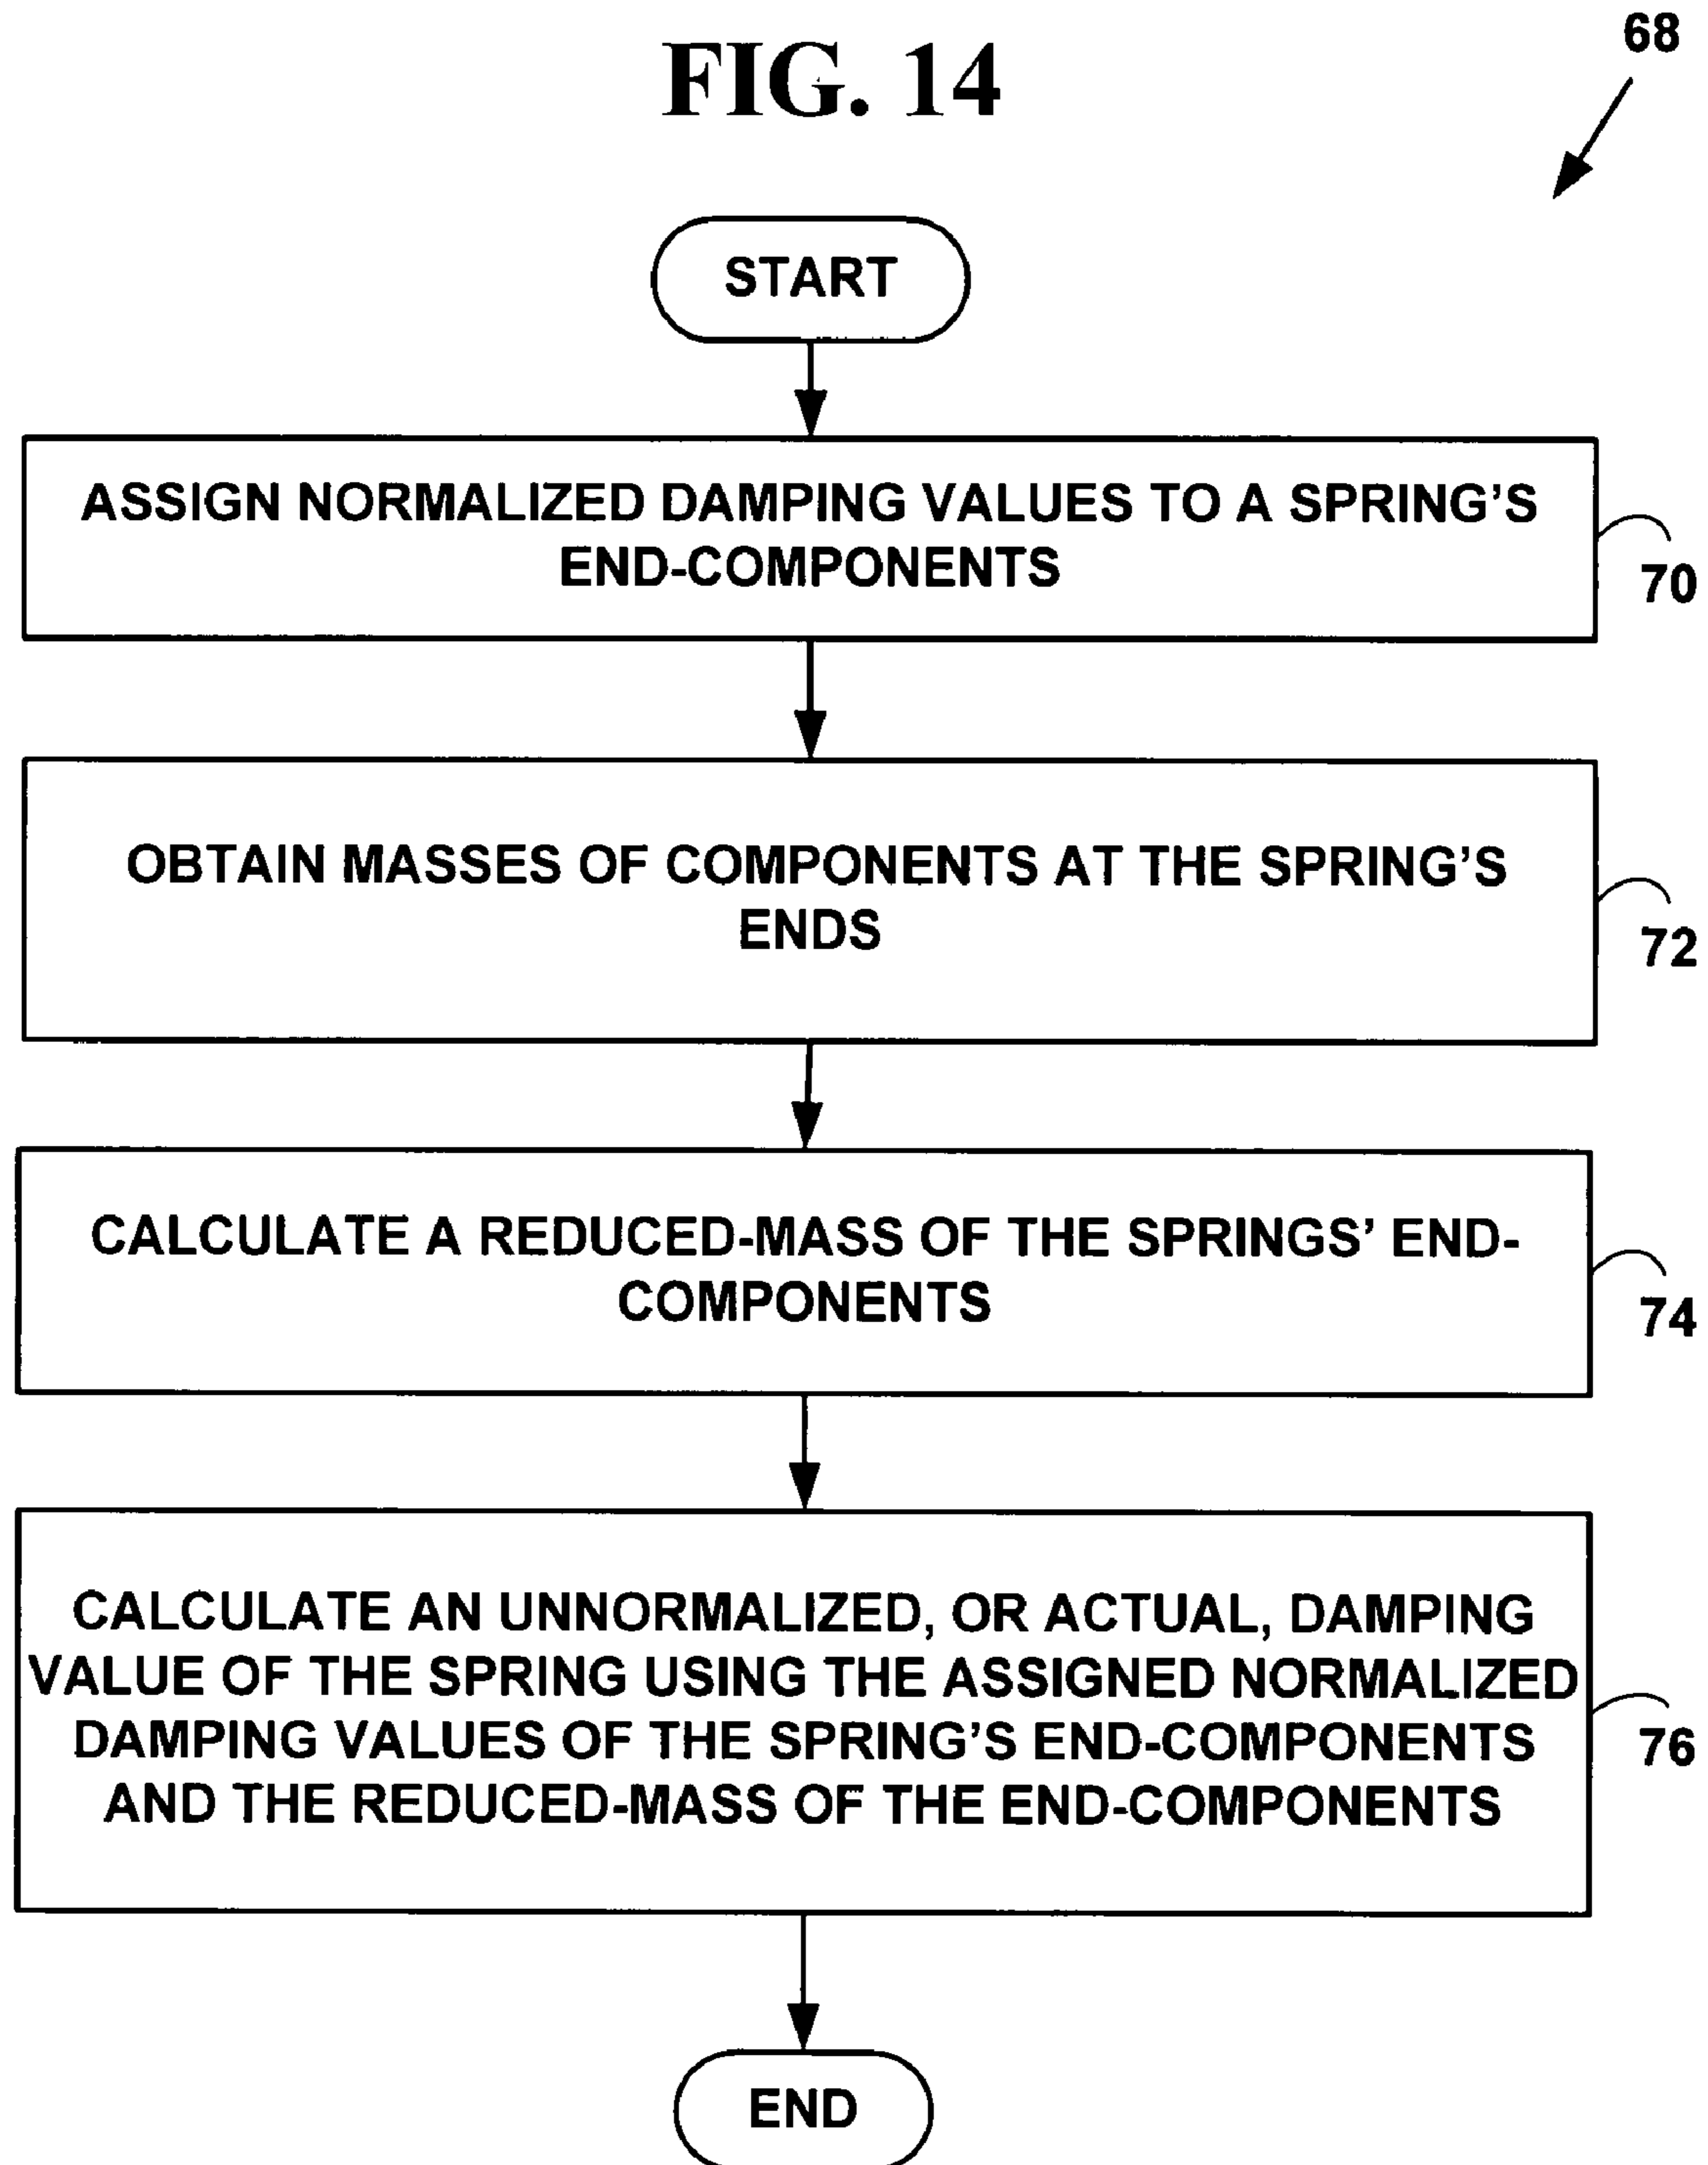 FIG. 14
68
START
ASSIGN NORMALIZED DAMPING VALUES TO A SPRING’S
END-COMPONENTS
70
OBTAIN MASSES OF COMPONENTS AT THE SPRING’S
ENDS
72
CALCULATE A REDUCED-MASS OF THE SPRINGS’ END-
COMPONENTS
74
CALCULATE AN UNNORMALIZED, OR ACTUAL, DAMPING
VALUE OF THE SPRING USING THE ASSIGNED NORMALIZED
DAMPING VALUES OF THE SPRING’S END-COMPONENTS
AND THE REDUCED-MASS OF THE END-COMPONENTS
76
END